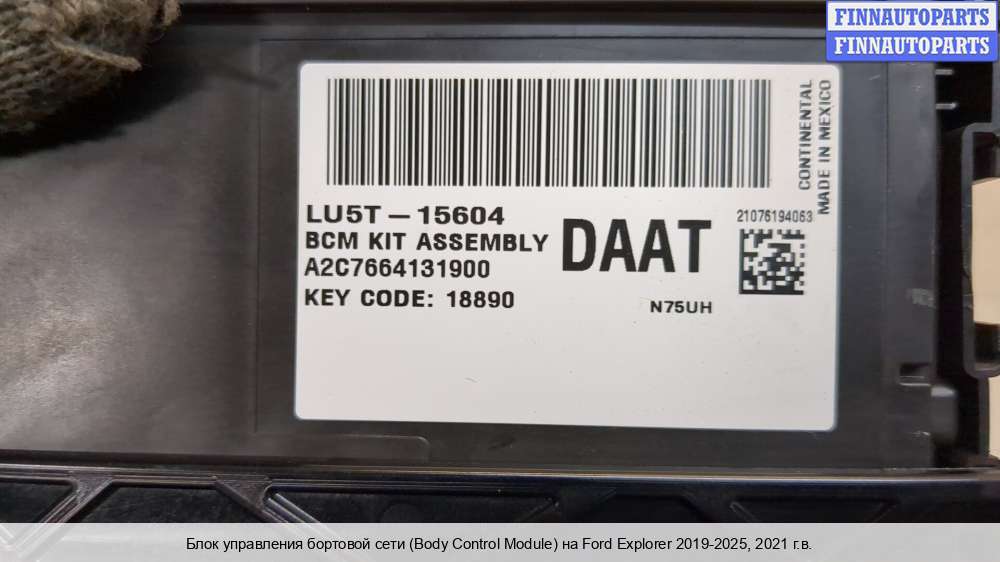 FINNAUTOPARTS
FINNAUTOPARTS
CONTINENTAL
MADE IN MEXICO
LU5T-15604
BCM KIT ASSEMBLY
DAAT
A2C7664131900
KEY CODE: 18890
21076194063
N75UH
Блок управления бортовой сети (Body Control Module) на Ford Explorer 2019-2025, 2021 г.в.